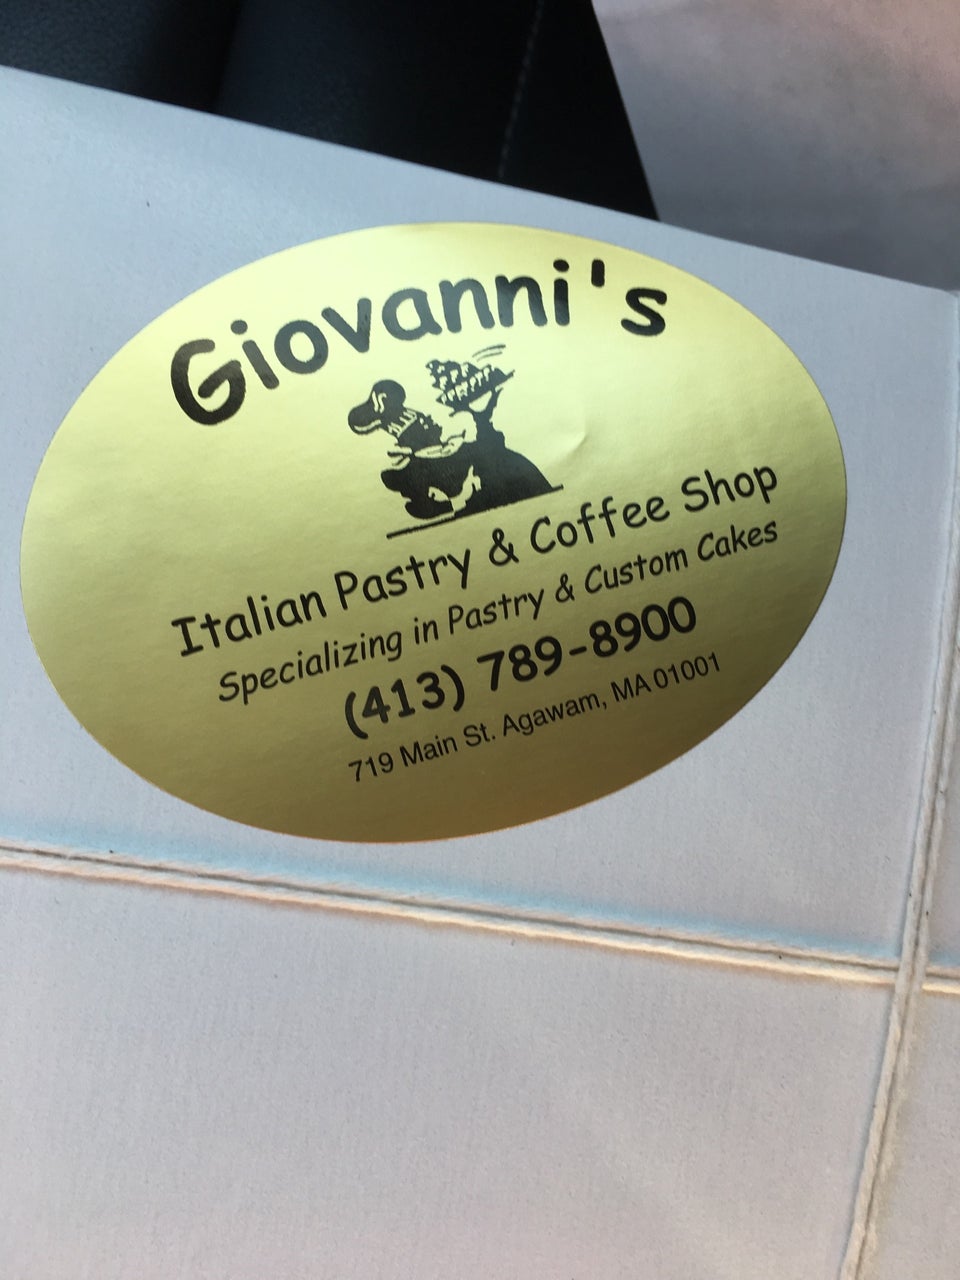 Giovanni's
Italian Pastry & Coffee Shop
Specializing in Pastry & Custom Cakes
(413) 789-8900
719 Main St. Agawam, MA 01001